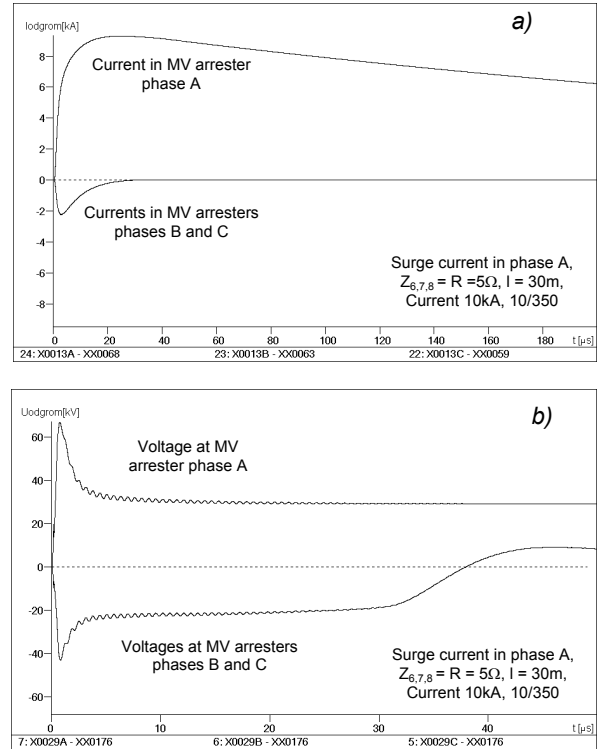 Iodgrom[kA]
a)
8
6
4
2
0
-2
-4
-6
-8
Current in MV arrester
phase A
Currents in MV arresters
phases B and C
Surge current in phase A,
Z6,7,8 = R =5Ω, l = 30m,
Current 10kA, 10/350
0 20 40 60 80 100 120 140 160 180
t [µs]
24: X0013A - XX0068 23: X0013B - XX0063 22: X0013C - XX0059
Uodgrom[kV]
b)
60
40
20
0
-20
-40
-60
Voltage at MV
arrester phase A
Voltages at MV arresters
phases B and C
Surge current in phase A,
Z6,7,8 = R = 5Ω, l = 30m,
Current 10kA, 10/350
0 10 20 30 40
t [µs]
7: X0029A - XX0176 6: X0029B - XX0176 5: X0029C - XX0176